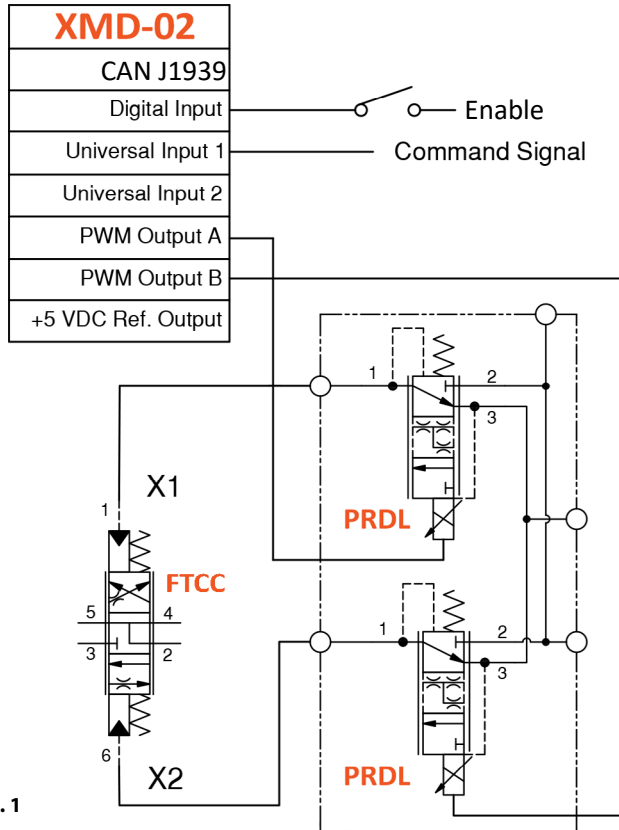 XMD-02
CAN J1939
Digital Input
Enable
Universal Input 1
Command Signal
Universal Input 2
PWM Output A
PWM Output B
+5 VDC Ref. Output
1
2
3
X1
1
PRDL
FTCC
5
4
3
2
1
2
3
6
X2
PRDL
. 1